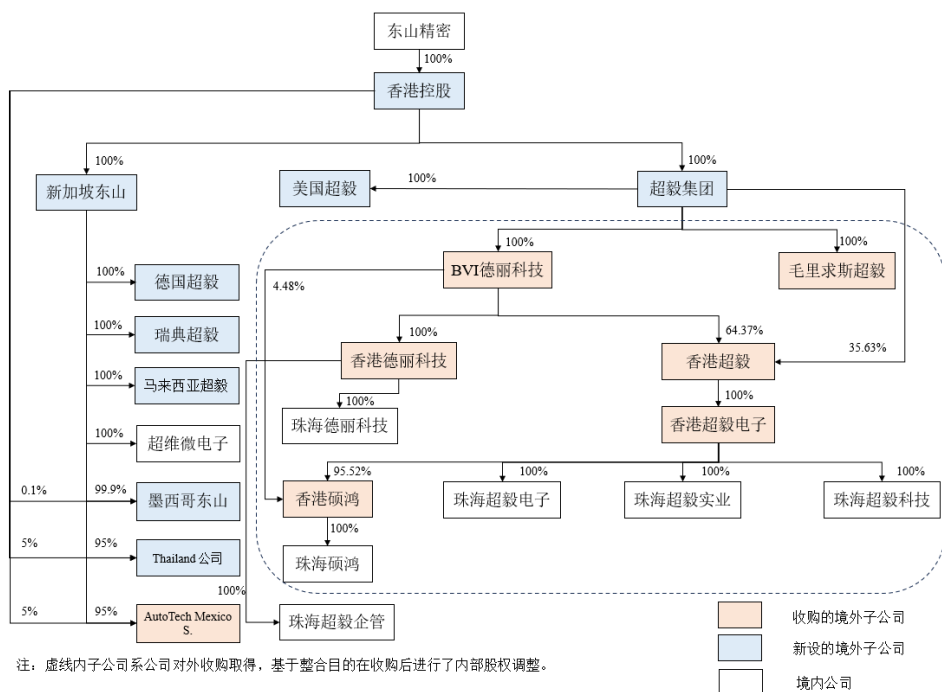 东山精密
100%
香港控股
100%
100%
新加坡东山
美国超毅
100%
超毅集团
100%
100%
BVI德丽科技
毛里求斯超毅
100%
德国超毅
4.48%
100%
瑞典超毅
100%
64.37%
35.63%
香港德丽科技
香港超毅
100%
马来西亚超毅
100%
100%
珠海德丽科技
香港超毅电子
100%
超维微电子
95.52%
100%
100%
100%
0.1%
99.9%
墨西哥东山
香港硕鸿
珠海超毅电子
珠海超毅实业
珠海超毅科技
100%
5%
95%
Thailand 公司
珠海硕鸿
100%
5%
95%
AutoTech Mexico
S.
珠海超毅企管
收购的境外子公司
新设的境外子公司
境内公司
注：虚线内子公司系公司对外收购取得，基于整合目的在收购后进行了内部股权调整。